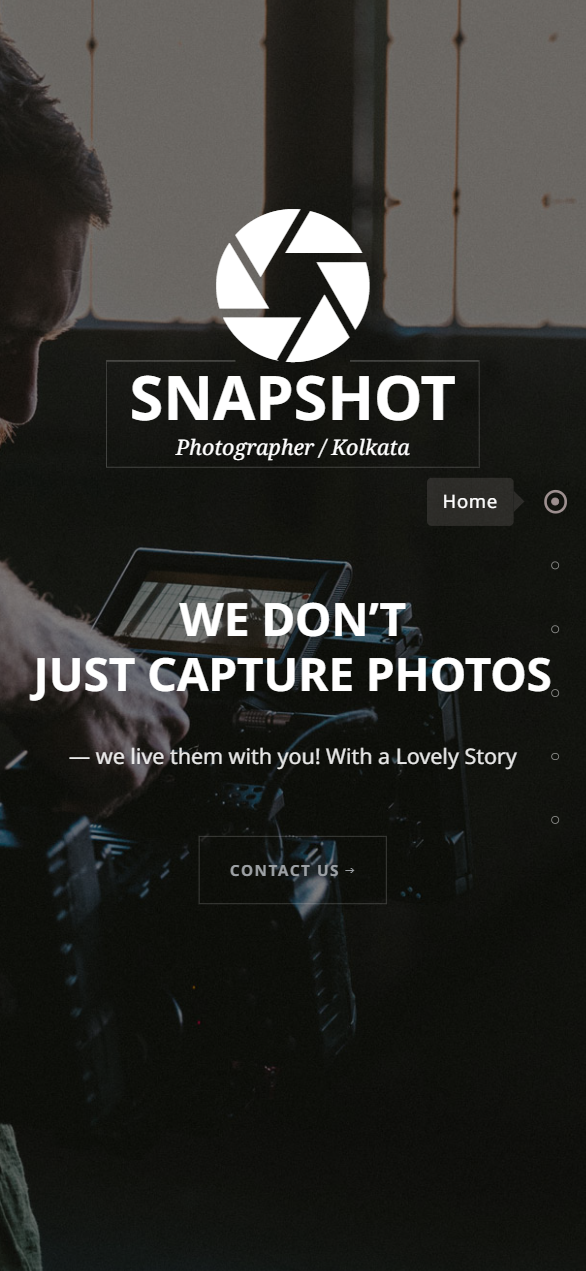 SNAPSHOT
Photographer / Kolkata
Home
WE DON’T
JUST CAPTURE PHOTOS
— we live them with you! With a Lovely Story
CONTACT US →